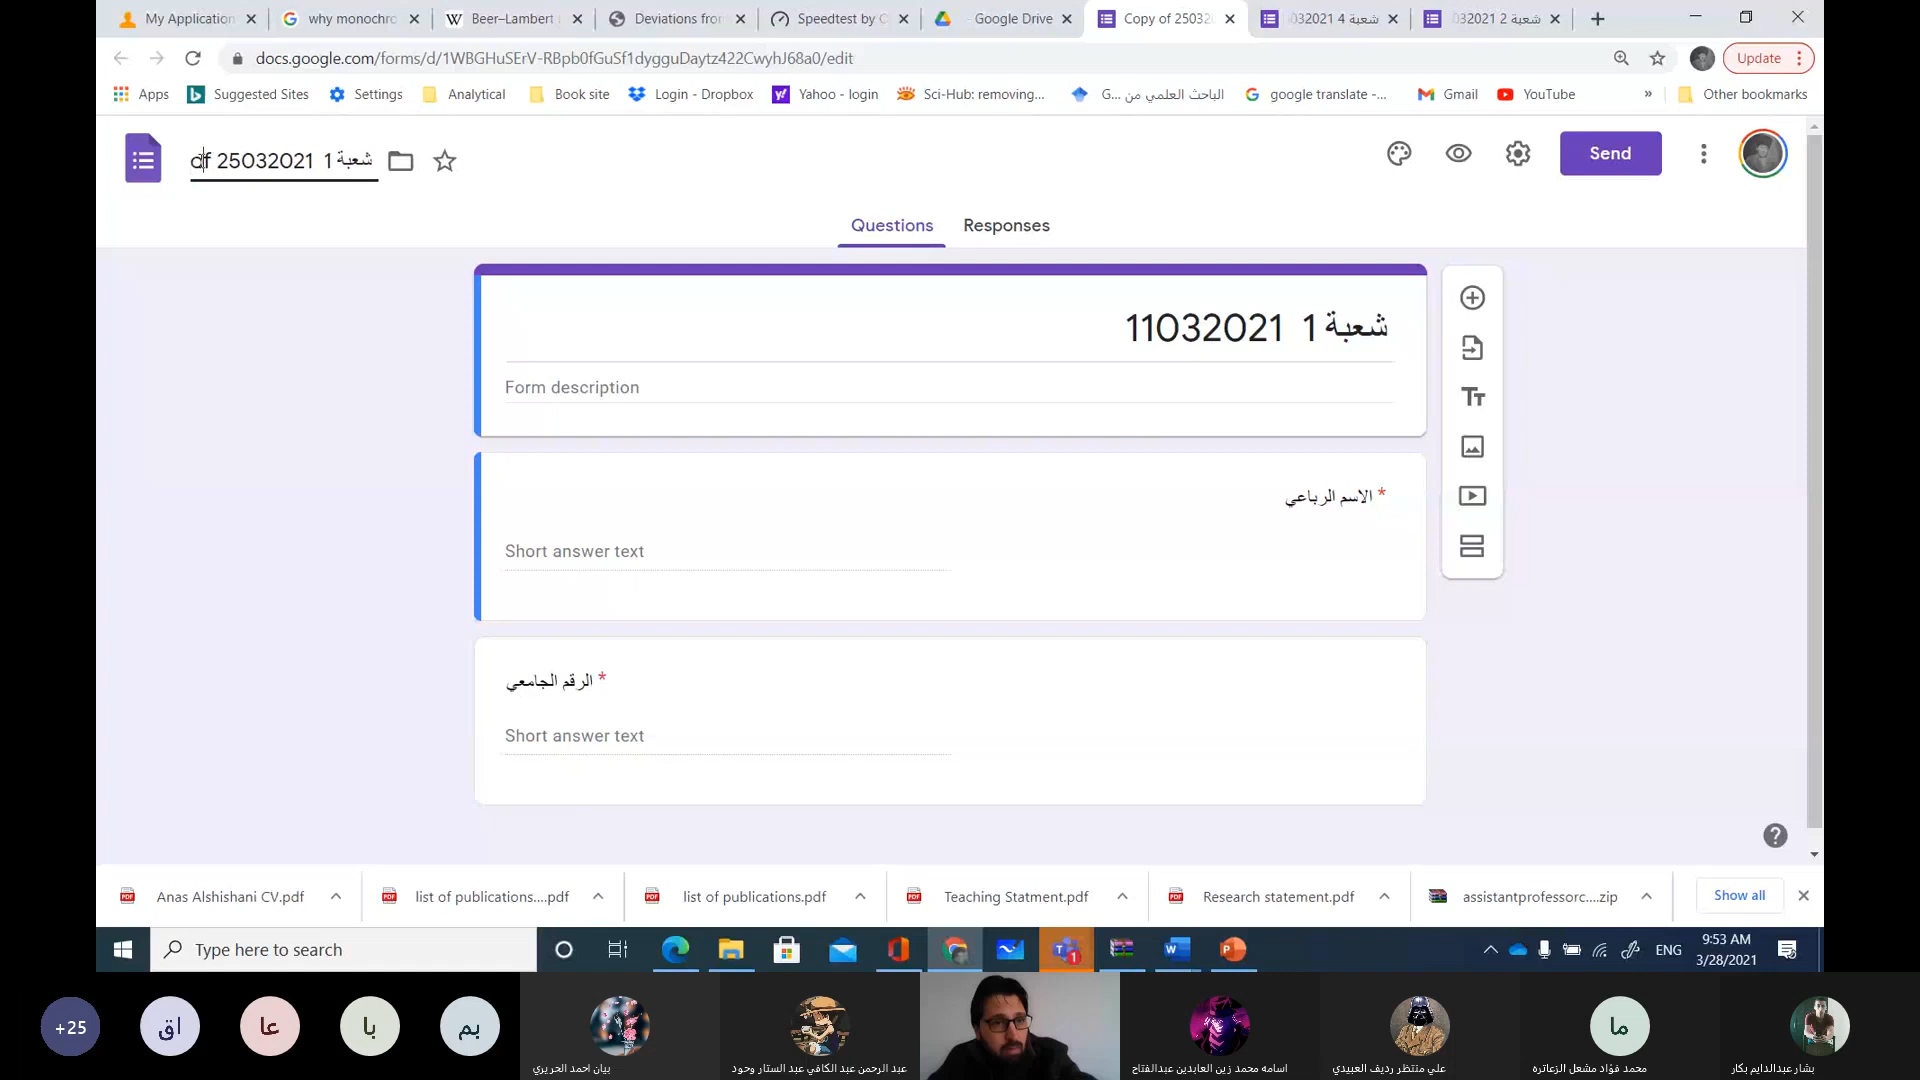 My Application
why monochro
Beer–Lambert
Deviations from
Speedtest by O
Google Drive
Copy of 25032
شعبة 4 032021
شعبة 2 032021
docs.google.com/forms/d/1WBGHuSErV-RBpb0fGuSf1dygguDaytz422CwyhJ68a0/edit
Update
Apps
Suggested Sites
Settings
Analytical
Book site
Login - Dropbox
Yahoo - login
Sci-Hub: removing...
الباحث العلمي من G...
google translate -...
Gmail
YouTube
»
Other bookmarks
of 25032021 شعبة 1
Send
Questions
Responses
شعبة 1 11032021
Form description
الاسم الرباعي *
Short answer text
الرقم الجامعي *
Short answer text
Anas Alshishani CV.pdf
list of publications....pdf
list of publications.pdf
Teaching Statment.pdf
Research statement.pdf
assistantprofessorc....zip
Show all
Type here to search
1
ENG
9:53 AM
3/28/2021
+25
اق
عا
با
بم
ما
بيان احمد الحريري
عبد الرحمن عبد الكافي عبد الستار وحود
اسامه محمد زين العابدين عبدالفتاح
علي منتظر رديف العبيدي
محمد فؤاد مشعل الزعاتره
بشار عبدالدايم بكار